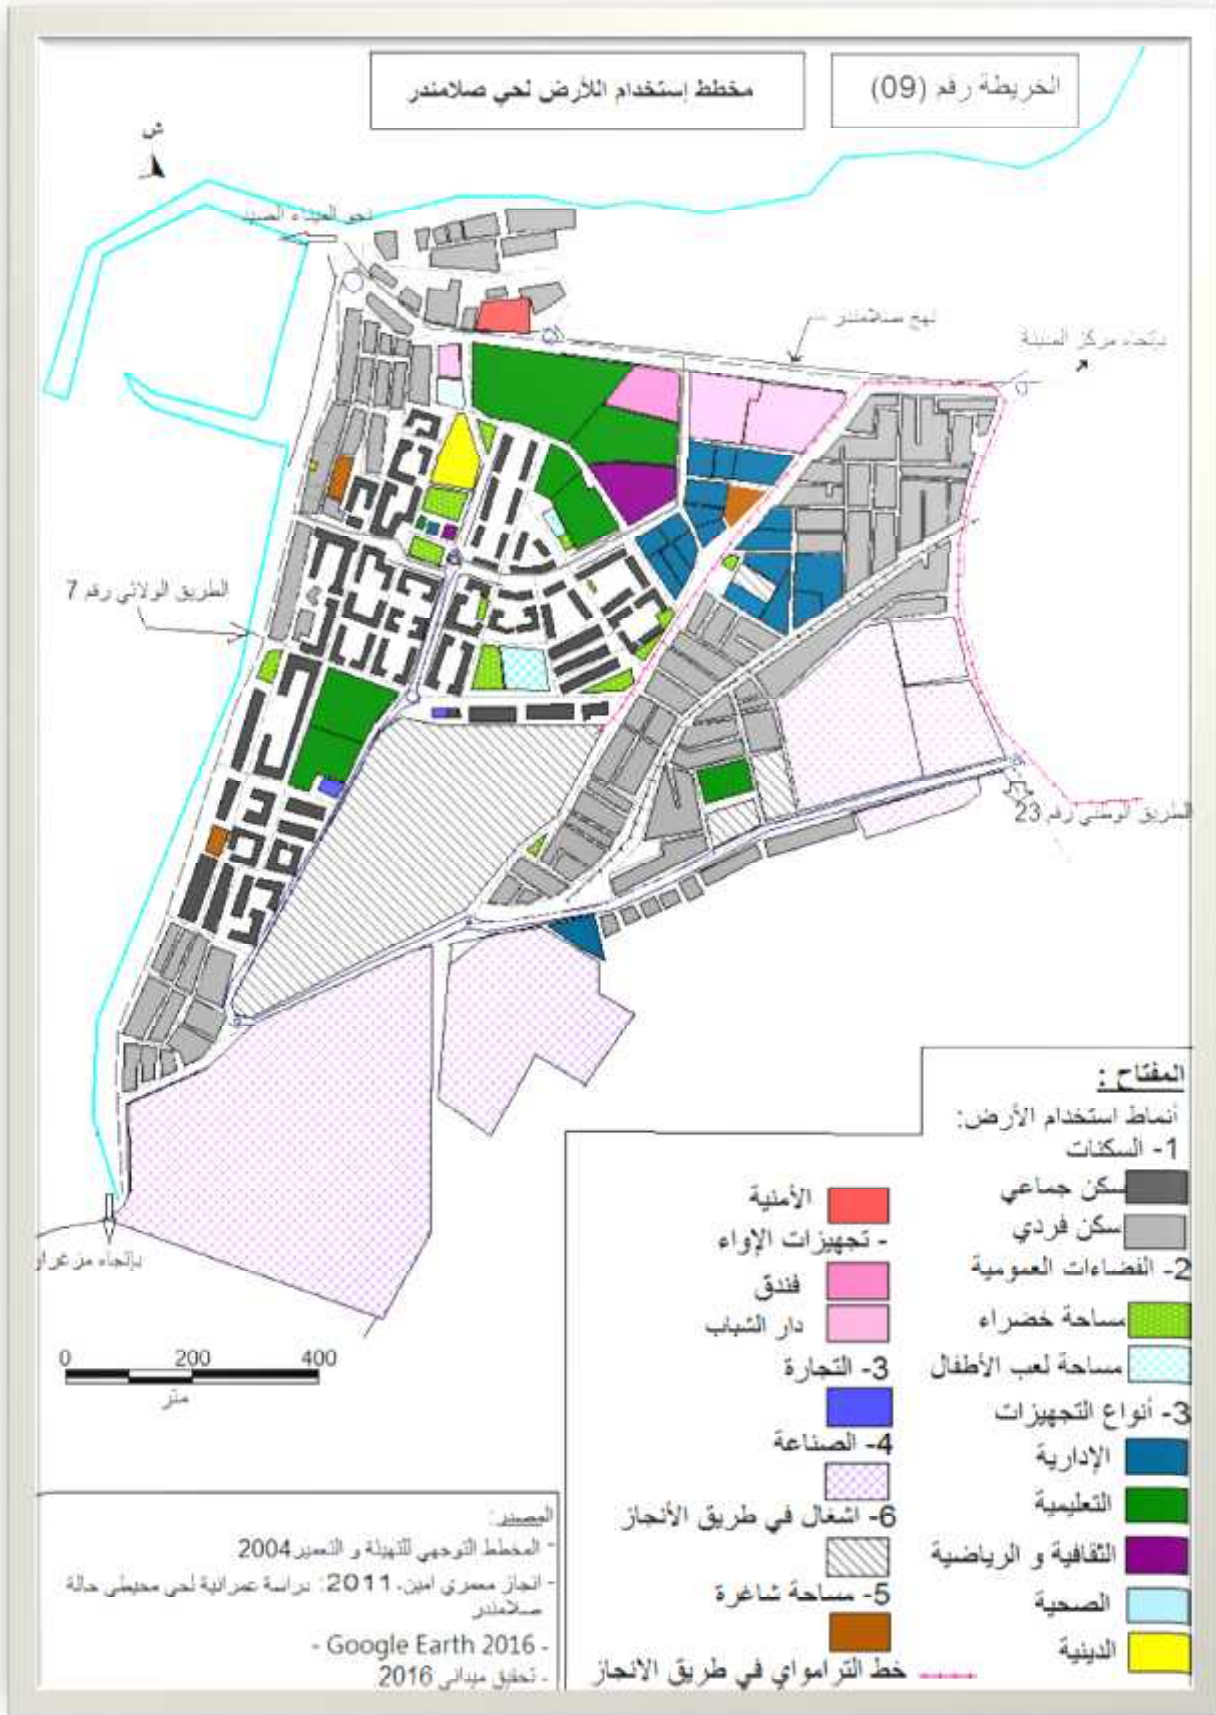 الخريطة رقم (09)
مخطط إستخدام اللأرض لحي صلامندر
ش
نحو الميناء الصيد
نهج صلامندر
بإتجاه مركز المدينة
الطريق الولائي رقم 7
الطريق الوطني رقم 23
بإتجاه مزغران
0 200 400
متر
المفتاح :
أنماط استخدام الأرض:
1- السكنات
سكن جماعي
سكن فردي
2- الفضاءات العمومية
مساحة خضراء
مساحة لعب الأطفال
3- أنواع التجهيزات
الإدارية
التعليمية
الثقافية و الرياضية
الصحية
الدينية
الأمنية
- تجهيزات الإواء
فندق
دار الشباب
3- التجارة
4- الصناعة
6- اشغال في طريق الأنجاز
5- مساحة شاغرة
خط الترامواي في طريق الانجاز
المصدر:
- المخطط التوجهي للتهيئة و التعمير 2004
- انجاز معمري امين، 2011: دراسة عمرانية لحي محيطي حالة
صلامندر
- Google Earth 2016 -
- تحقيق ميداني 2016